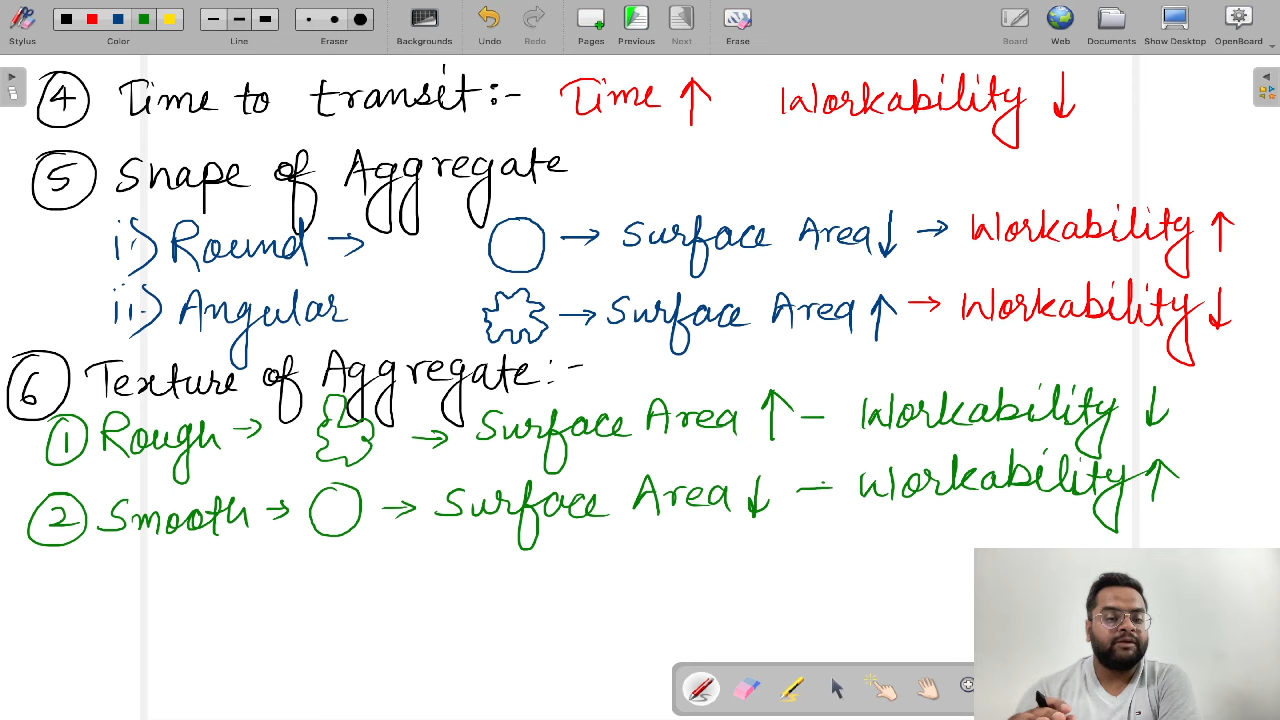 Stylus Color Line Eraser Backgrounds Undo Redo Pages Previous Next Erase Board Web Documents Show Desktop OpenBoard
4 Time to transit:- Time ↑ Workability ↓
5 Shape of Aggregate
i.) Round → → Surface Area ↓ → Workability ↑
ii.) Angular → Surface Area ↑ → Workability ↓
6 Texture of Aggregate:-
1 Rough → → Surface Area ↑ - Workability ↓
2 Smooth → → Surface Area ↓ - Workability ↑